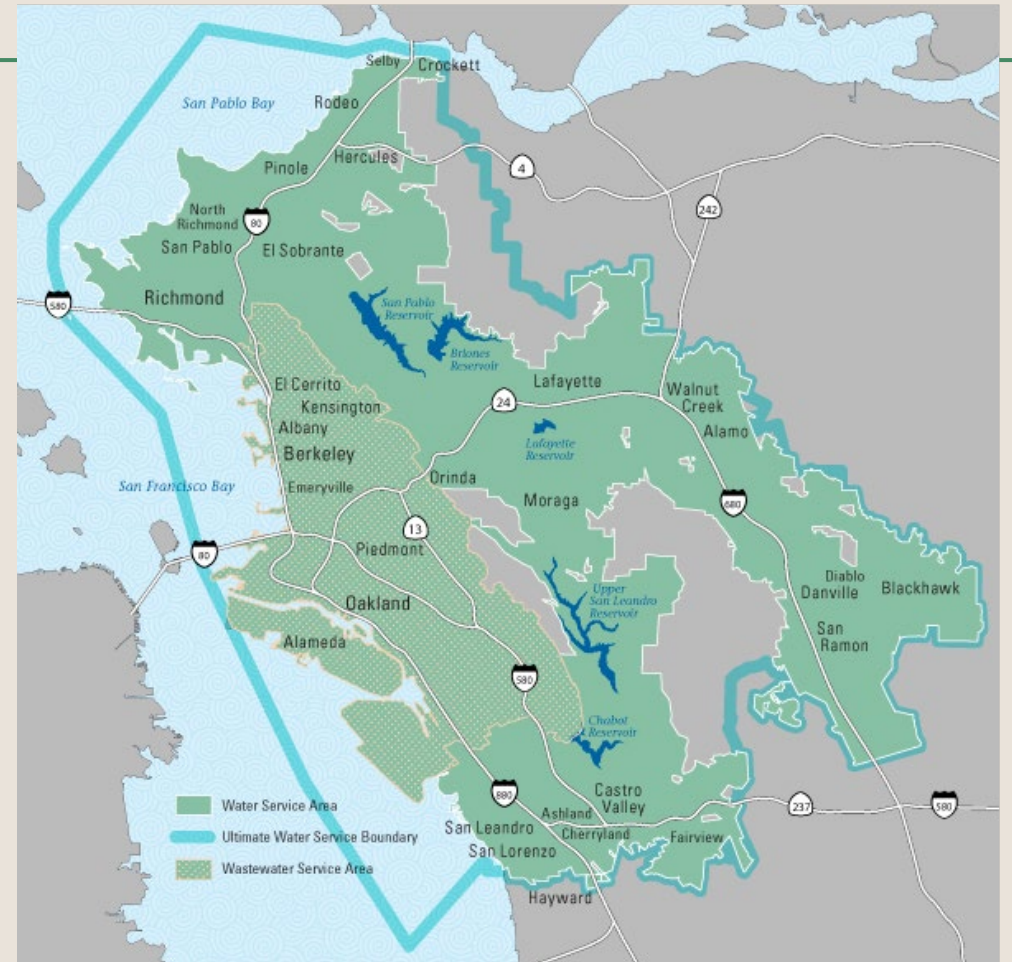 Selby
Crockett
San Pablo Bay
Rodeo
Hercules
Pinole
4
North
Richmond
80
242
San Pablo
El Sobrante
Richmond
580
San Pablo
Reservoir
Briones
Reservoir
El Cerrito
Kensington
Lafayette
Walnut
Creek
24
Albany
Alamo
Berkeley
Lafayette
Reservoir
Orinda
San Francisco Bay
Emeryville
Moraga
680
13
80
Piedmont
Diablo
Danville
Blackhawk
Upper
San Leandro
Reservoir
Oakland
Alameda
San
Ramon
580
Chabot
Reservoir
880
Castro
Valley
237
580
Ashland
San Leandro
Cherryland
Fairview
San Lorenzo
Hayward
Water Service Area
Ultimate Water Service Boundary
Wastewater Service Area